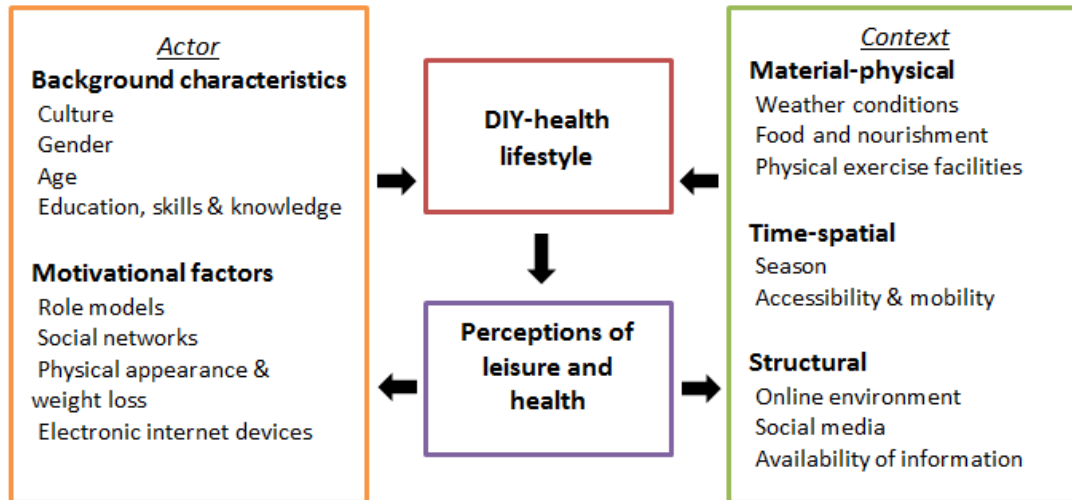 Actor
Background characteristics
Culture
Gender
Age
Education, skills & knowledge
Motivational factors
Role models
Social networks
Physical appearance &
weight loss
Electronic internet devices
DIY-health
lifestyle
Perceptions of
leisure and
health
Context
Material-physical
Weather conditions
Food and nourishment
Physical exercise facilities
Time-spatial
Season
Accessibility & mobility
Structural
Online environment
Social media
Availability of information